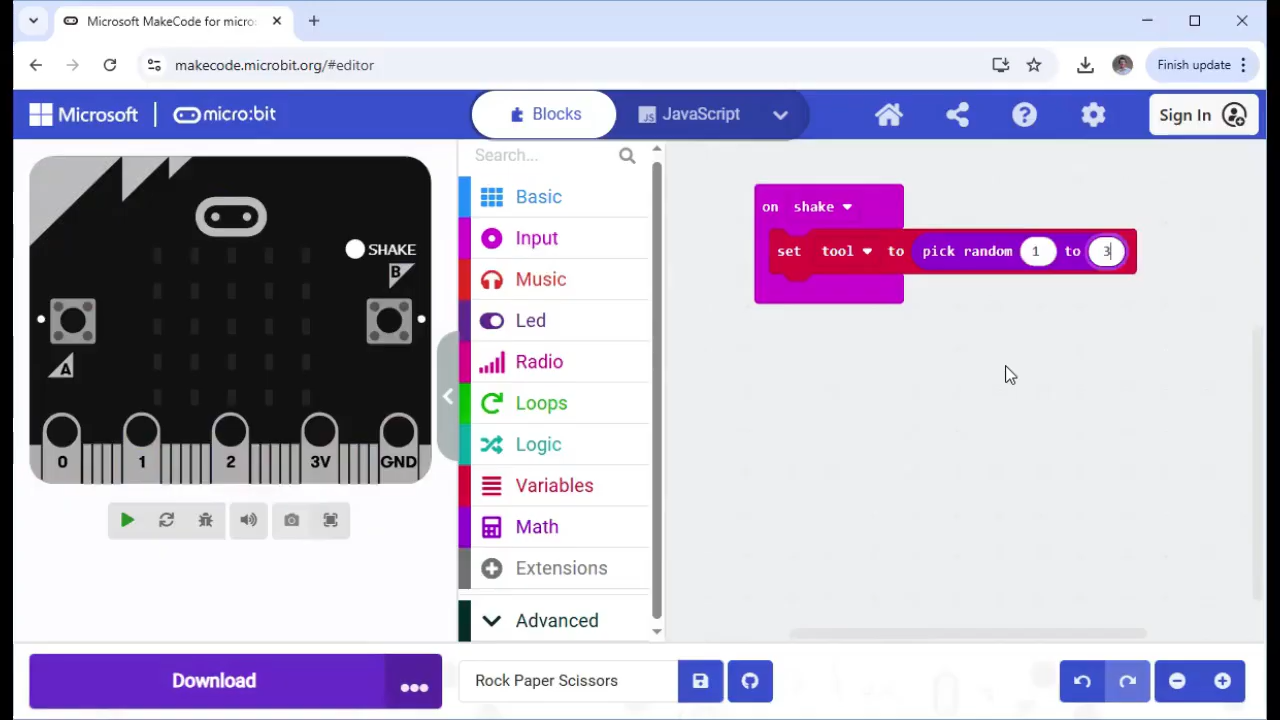 Microsoft MakeCode for micro:
makecode.microbit.org/#editor
Finish update
Microsoft
micro:bit
Blocks
JavaScript
Sign In
Search...
Basic
Input
Music
Led
Radio
Loops
Logic
Variables
Math
Extensions
Advanced
SHAKE
B
A
0 1 2 3V GND
on shake
set tool to pick random 1 to 3
Download
Rock Paper Scissors